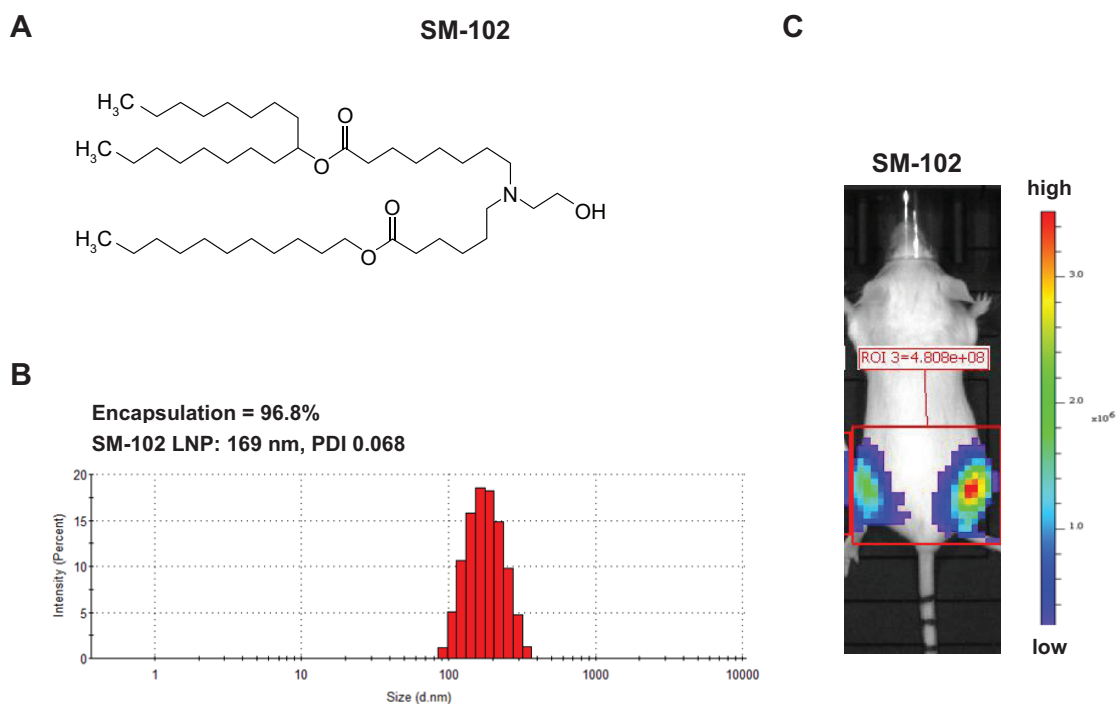 A
SM-102
H₃C
H₃C
O
O
N
OH
O
H₃C
O
B
Encapsulation = 96.8%
SM-102 LNP: 169 nm, PDI 0.068
20
15
10
5
0
Intensity (Percent)
1
10
100
1000
10000
Size (d.nm)
C
SM-102
ROI 3=4.808e+08
high
3.0
2.0
x10⁶
1.0
low